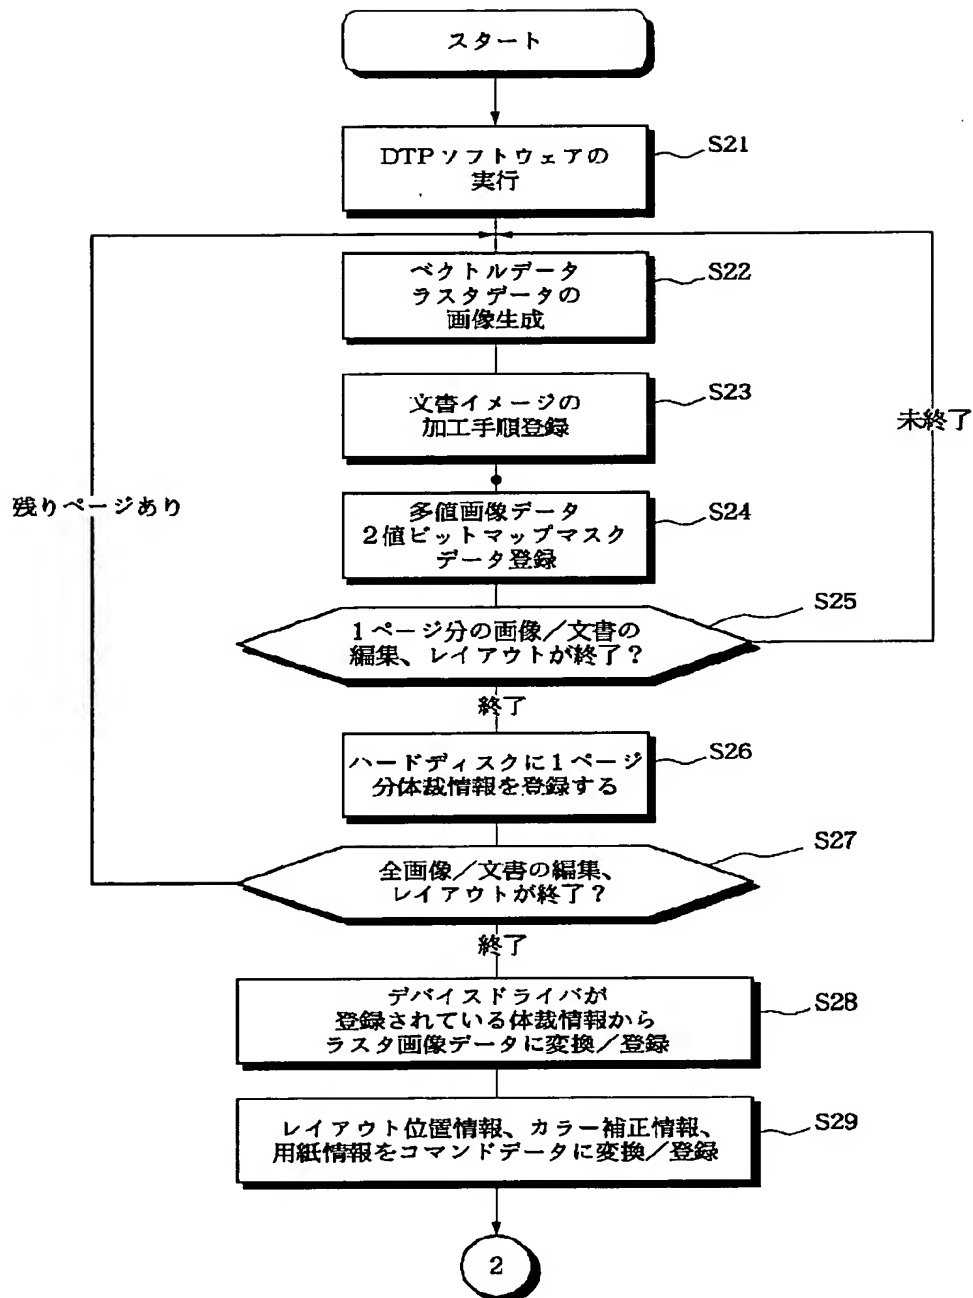 スタート
DTPソフトウェアの
実行
S21
ベクトルデータ
ラスタデータの
画像生成
S22
文書イメージの
加工手順登録
S23
未終了
残りページあり
多値画像データ
2値ビットマップマスク
データ登録
S24
1ページ分の画像/文書の
編集、レイアウトが終了?
S25
終了
ハードディスクに1ページ
分体裁情報を登録する
S26
全画像/文書の編集、
レイアウトが終了?
S27
終了
デバイスドライバが
登録されている体裁情報から
ラスタ画像データに変換/登録
S28
レイアウト位置情報、カラー補正情報、
用紙情報をコマンドデータに変換/登録
S29
2